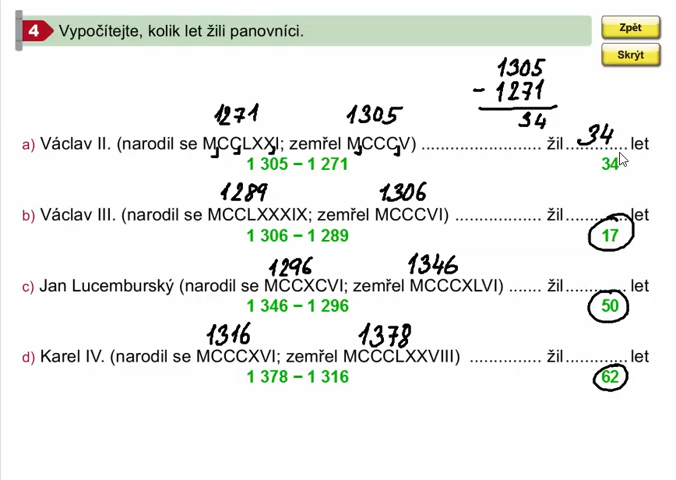 4 Vypočítejte, kolik let žili panovníci.
Zpět
Skrýt
1305
- 1271
34
1271 1305
a) Václav II. (narodil se MCCLXXI; zemřel MCCCV) ........................ žil 34 let
1 305 – 1 271 34
1289 1306
b) Václav III. (narodil se MCCLXXXIX; zemřel MCCCVI) .................. žil ............ let
1 306 – 1 289 17
1296 1346
c) Jan Lucemburský (narodil se MCCXCVI; zemřel MCCCXLVI) ....... žil ............ let
1 346 – 1 296 50
1316 1378
d) Karel IV. (narodil se MCCCXVI; zemřel MCCCLXXVIII) ............... žil ............ let
1 378 – 1 316 62